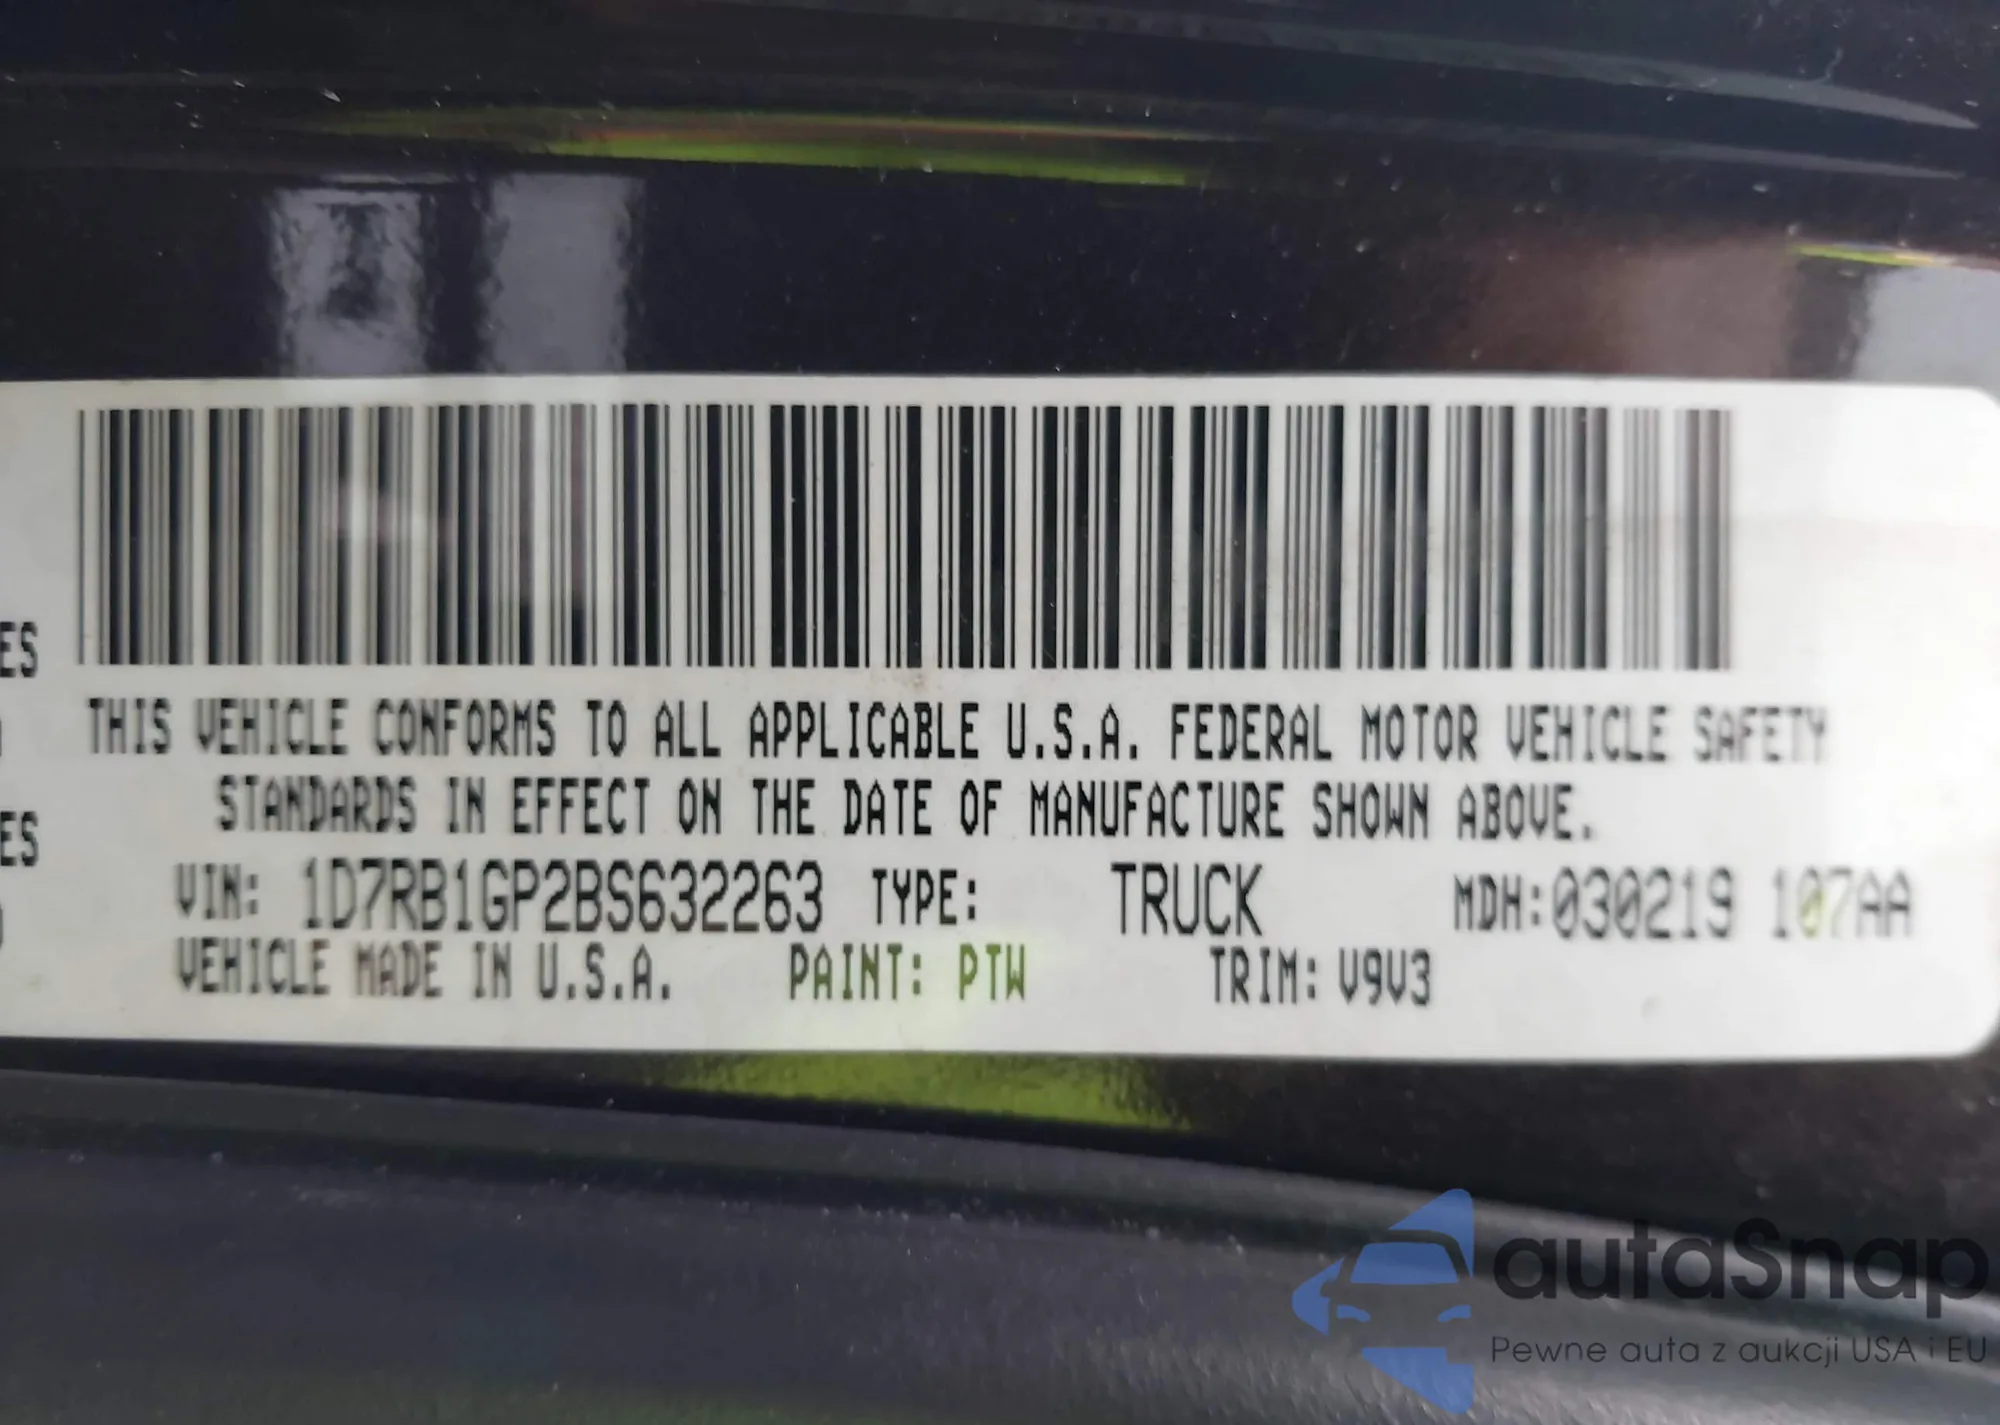 ES
THIS VEHICLE CONFORMS TO ALL APPLICABLE U.S.A. FEDERAL MOTOR VEHICLE SAFETY
STANDARDS IN EFFECT ON THE DATE OF MANUFACTURE SHOWN ABOVE.
ES
VIN: 1D7RB1GP2BS632263 TYPE: TRUCK MDH:030219 107AA
VEHICLE MADE IN U.S.A. PAINT: PTW TRIM: V9V3
autaSnap
Pewne auta z aukcji USA i EU